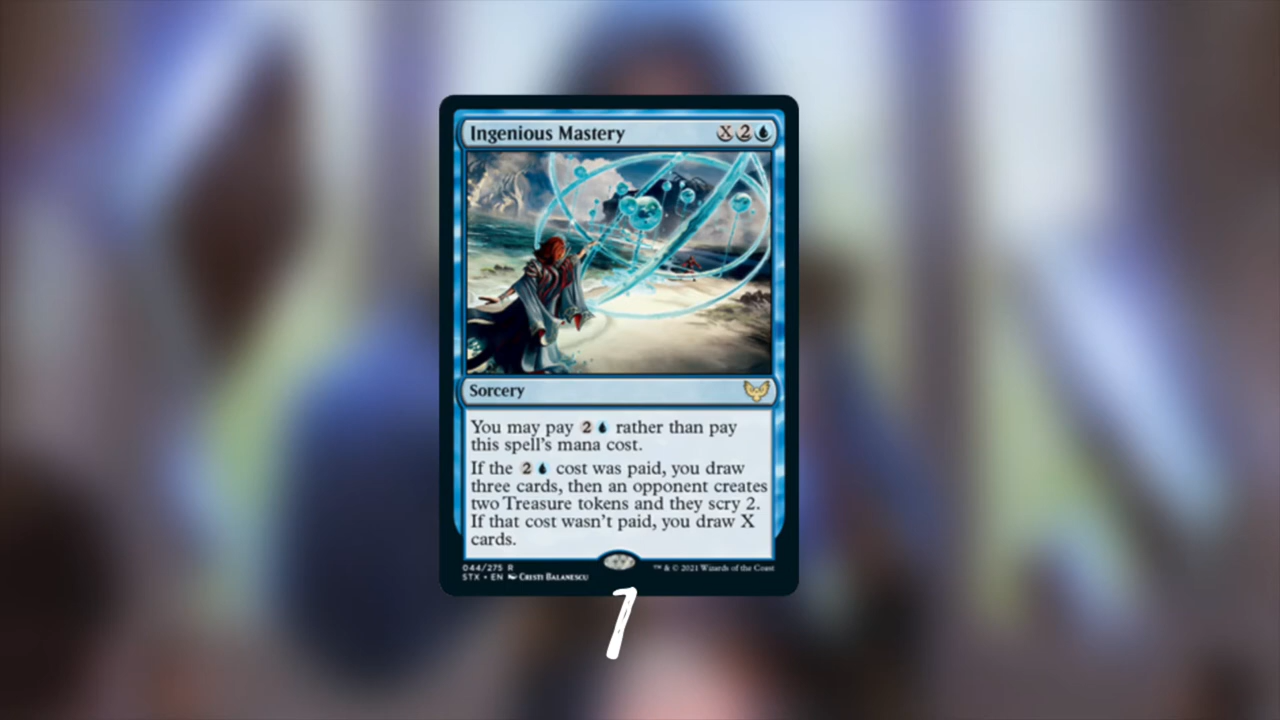 Ingenious Mastery X2
Sorcery
You may pay 2 rather than pay
this spell's mana cost.
If the 2 cost was paid, you draw
three cards, then an opponent creates
two Treasure tokens and they scry 2.
If that cost wasn't paid, you draw X
cards.
044/275 R
STX • EN Cristi Balanescu
™ & © 2021 Wizards of the Coast
1